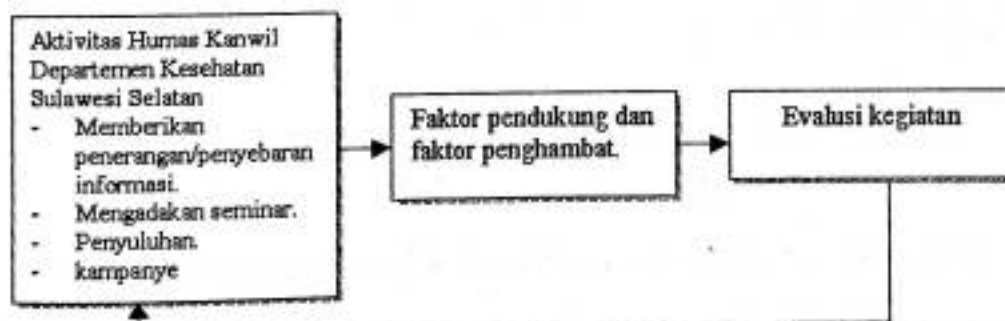 Aktivitas Humas Kanwil
Departemen Kesehatan
Sulawesi Selatan
- Memberikan
penerangan/penyebaran
informasi.
- Mengadakan seminar.
- Penyuluhan.
- kampanye
Faktor pendukung dan
faktor penghambat.
Evalusi kegiatan